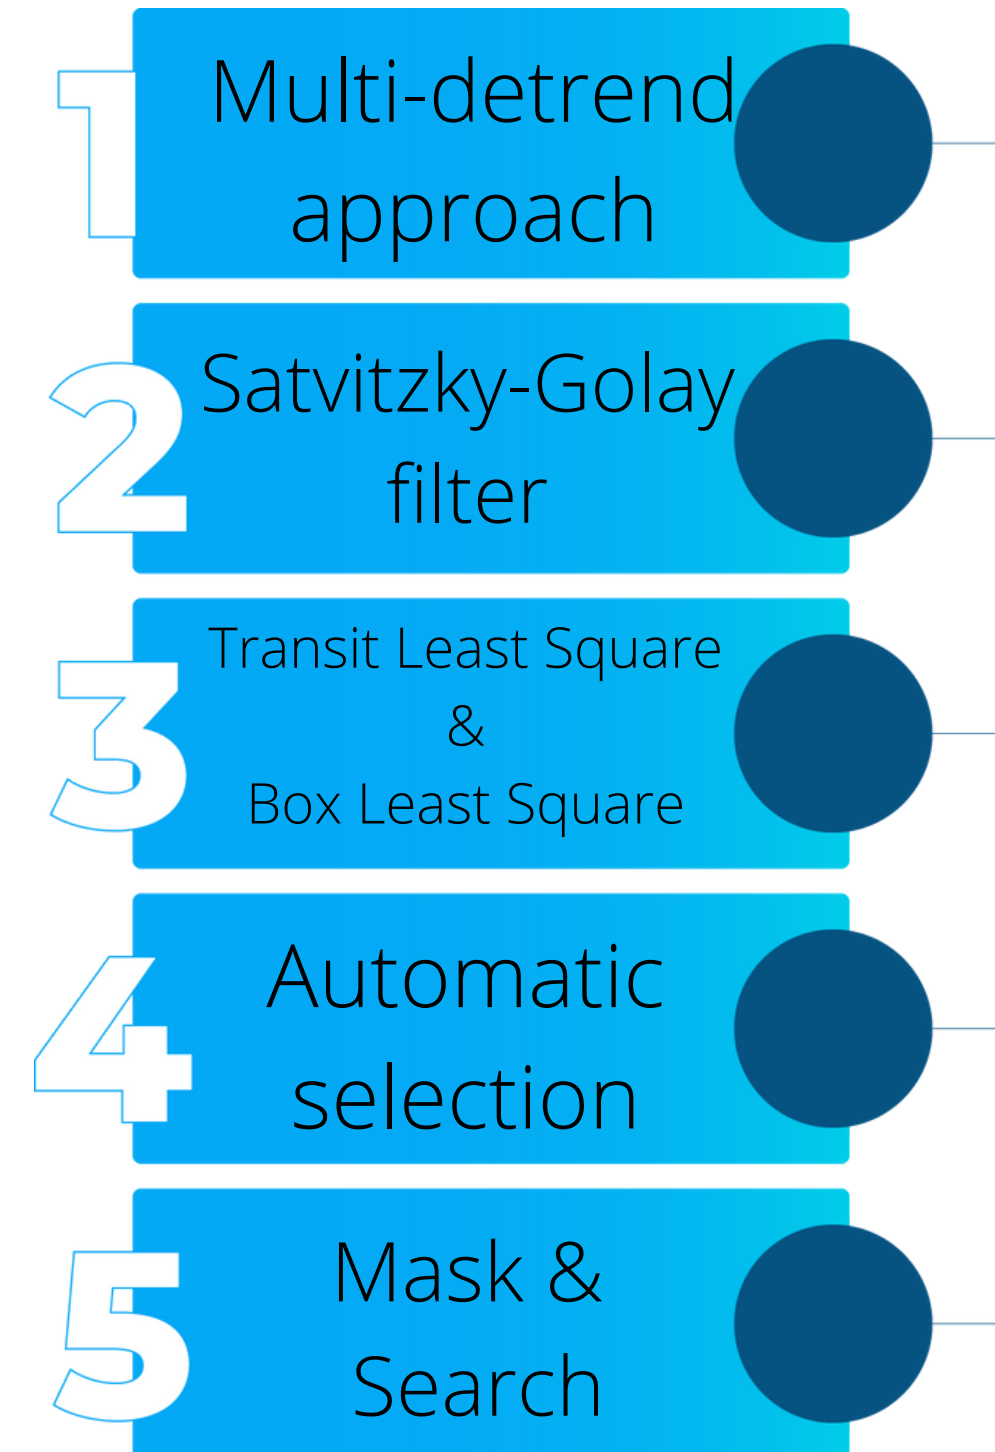 1
Multi-detrend
approach
2
Satvitzky-Golay
filter
3
Transit Least Square
&
Box Least Square
4
Automatic
selection
5
Mask &
Search